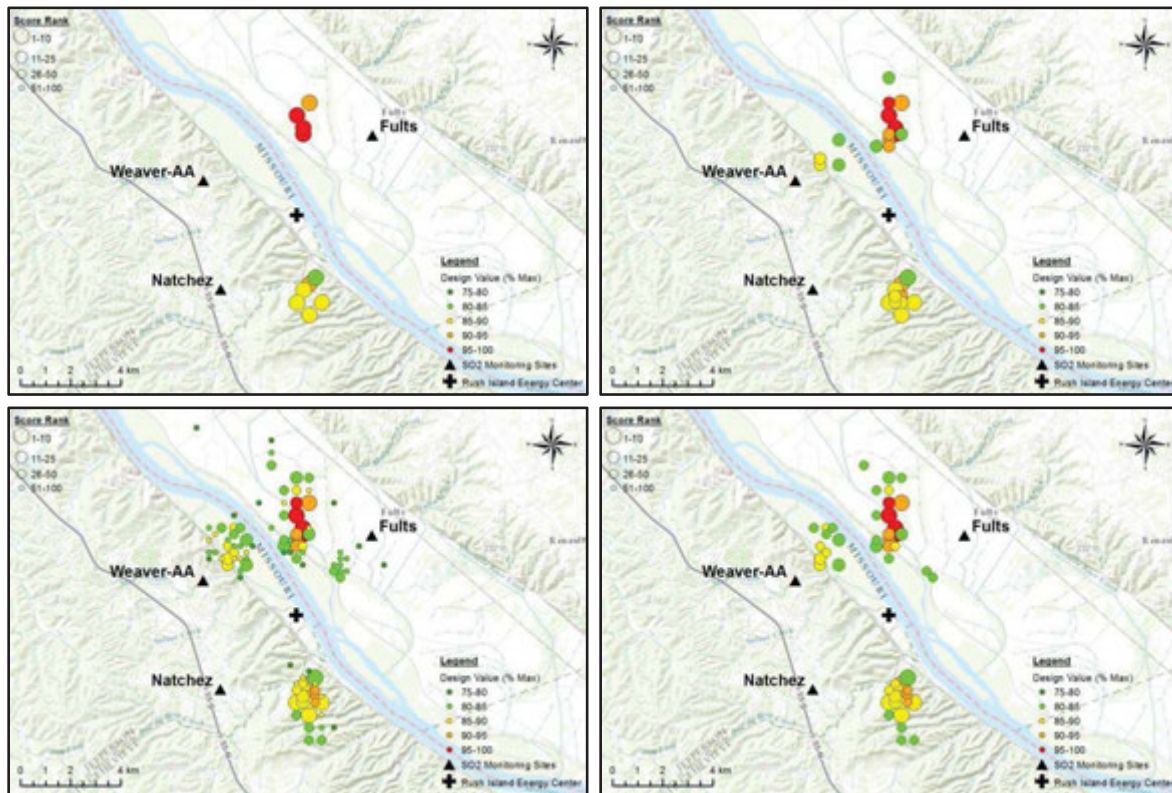 Score Rank
1-10
11-25
26-50
51-100
Fults
Fults
Weaver-AA
MISSOURI
Natchez
Legend
Design Value (% Max)
75-80
80-85
85-90
90-95
95-100
SO2 Monitoring Sites
Rush Island Energy Center
0 1 2 4 km
Score Rank
1-10
11-25
26-50
51-100
Fults
Fults
Weaver-AA
MISSOURI
Natchez
Legend
Design Value (% Max)
75-80
80-85
85-90
90-95
95-100
SO2 Monitoring Sites
Rush Island Energy Center
0 1 2 4 km
Score Rank
1-10
11-25
26-50
51-100
Fults
Fults
Weaver-AA
MISSOURI
Natchez
Legend
Design Value (% Max)
75-80
80-85
85-90
90-95
95-100
SO2 Monitoring Sites
Rush Island Energy Center
0 1 2 4 km
Score Rank
1-10
11-25
26-50
51-100
Fults
Fults
Weaver-AA
MISSOURI
Natchez
Legend
Design Value (% Max)
75-80
80-85
85-90
90-95
95-100
SO2 Monitoring Sites
Rush Island Energy Center
0 1 2 4 km